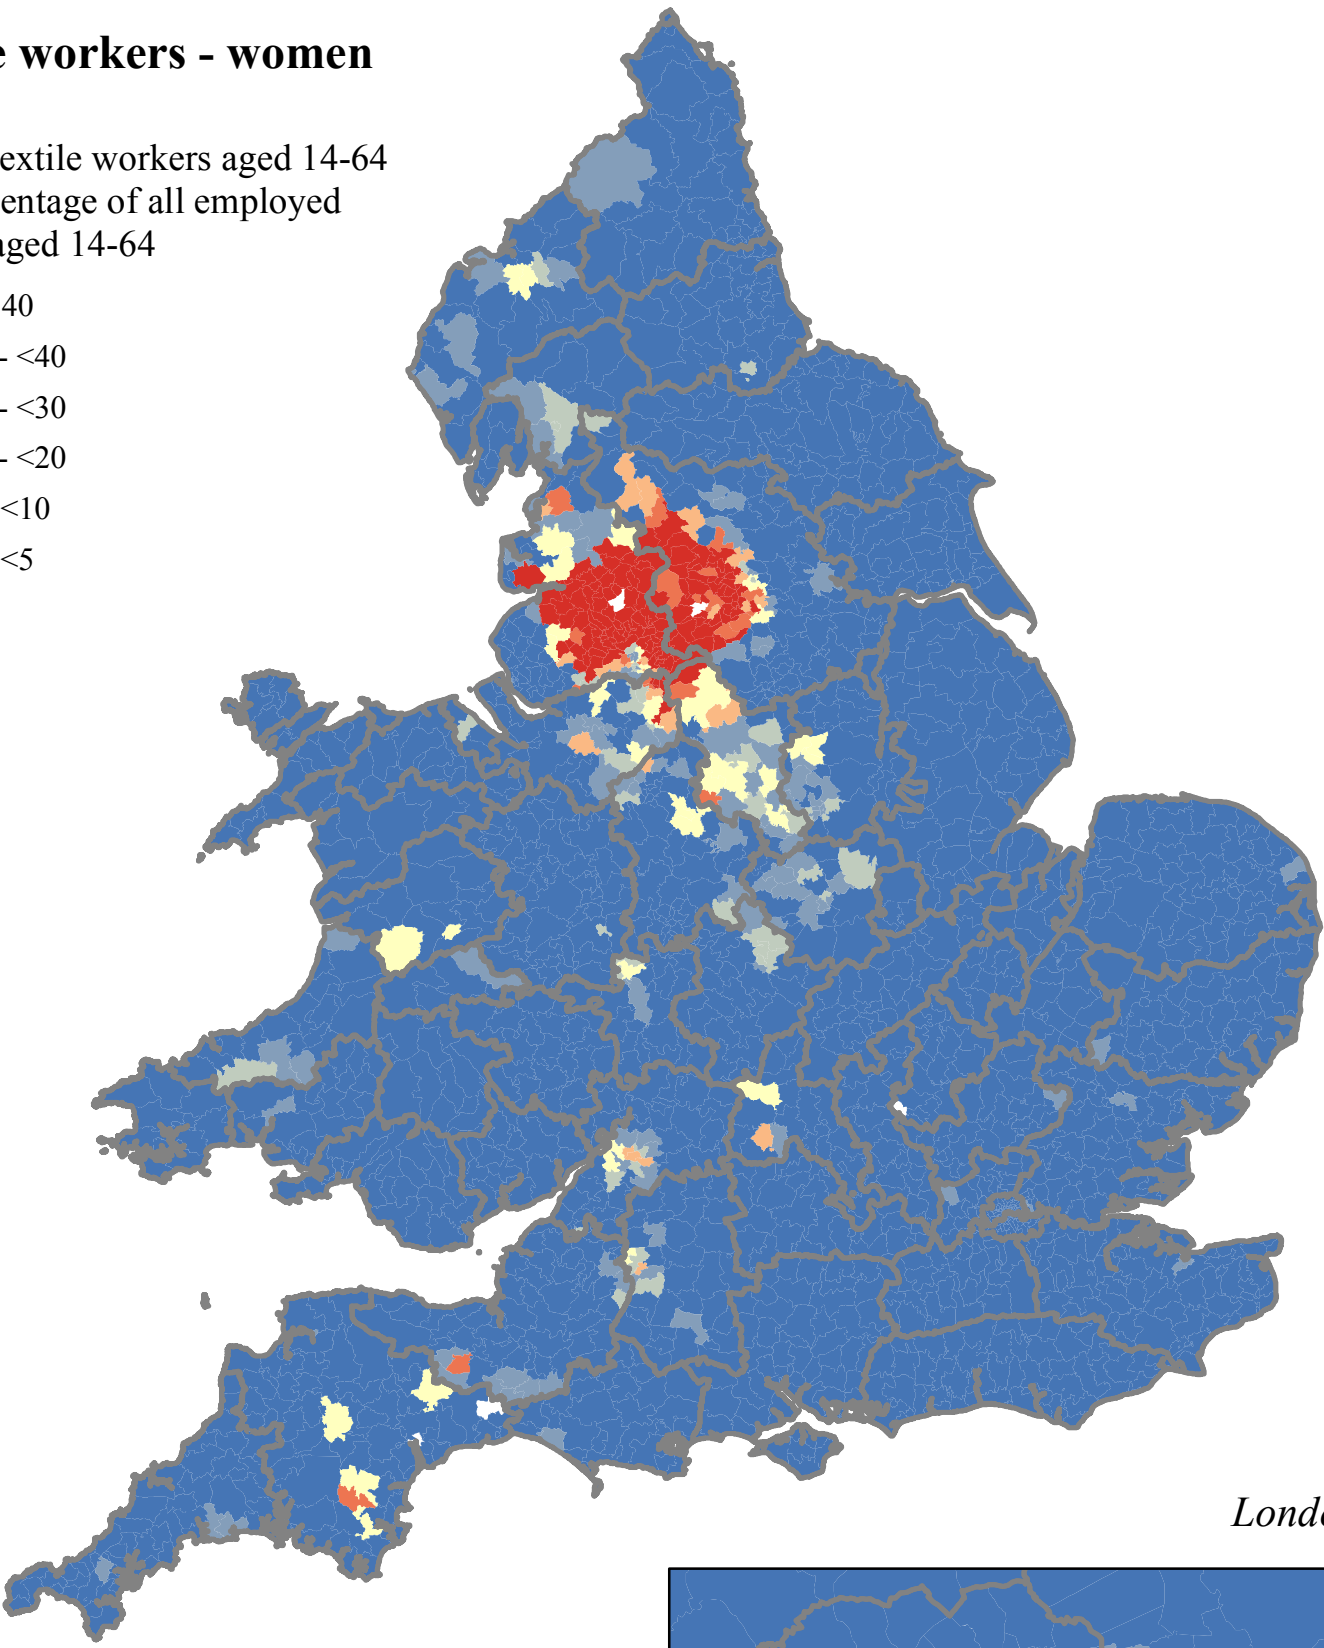 workers - women
extile workers aged 14-64
entage of all employed
aged 14-64
40
- <40
- <30
- <20
<10
<5
Londo